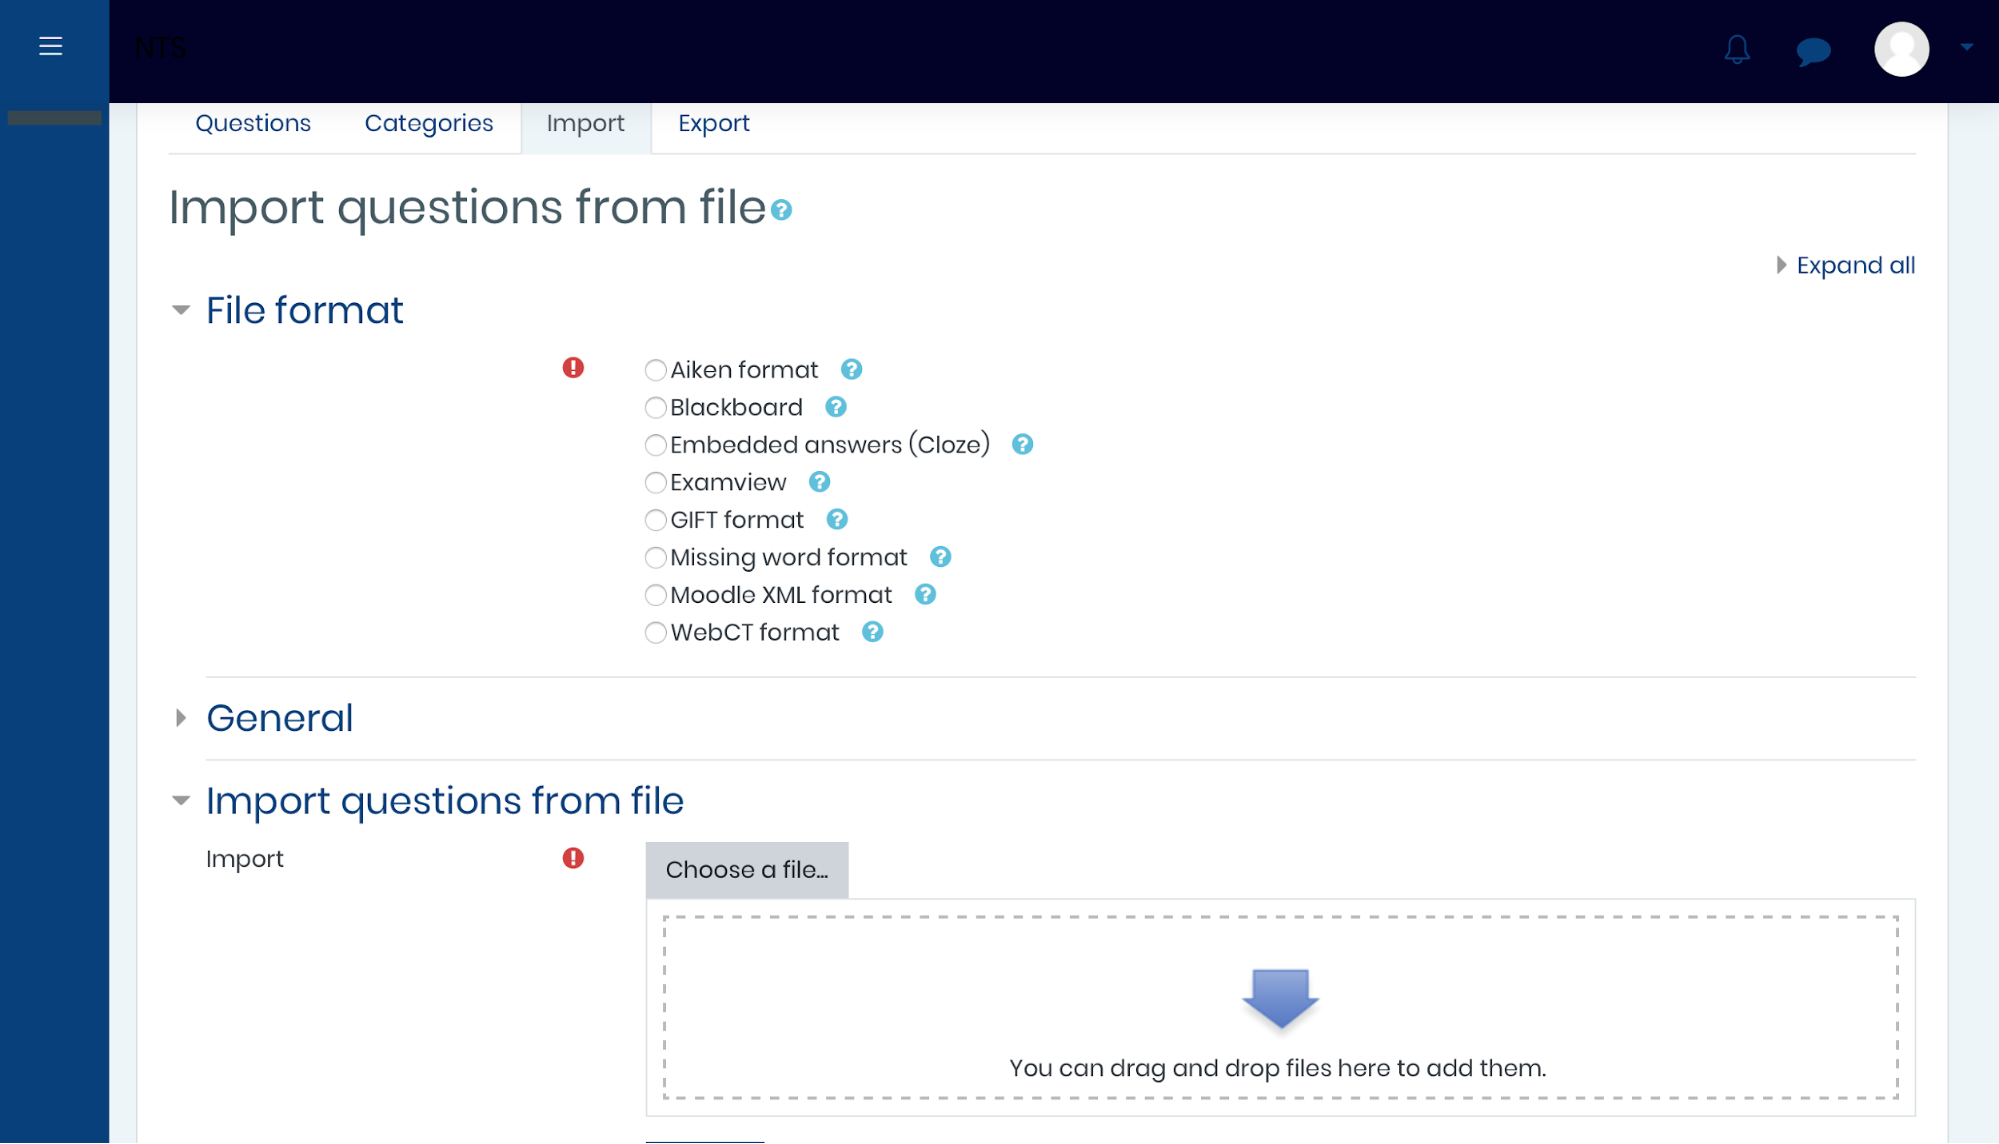 NTS
Questions Categories Import Export
Import questions from file
Expand all
File format
Aiken format
Blackboard
Embedded answers (Cloze)
Examview
GIFT format
Missing word format
Moodle XML format
WebCT format
General
Import questions from file
Import
Choose a file...
You can drag and drop files here to add them.